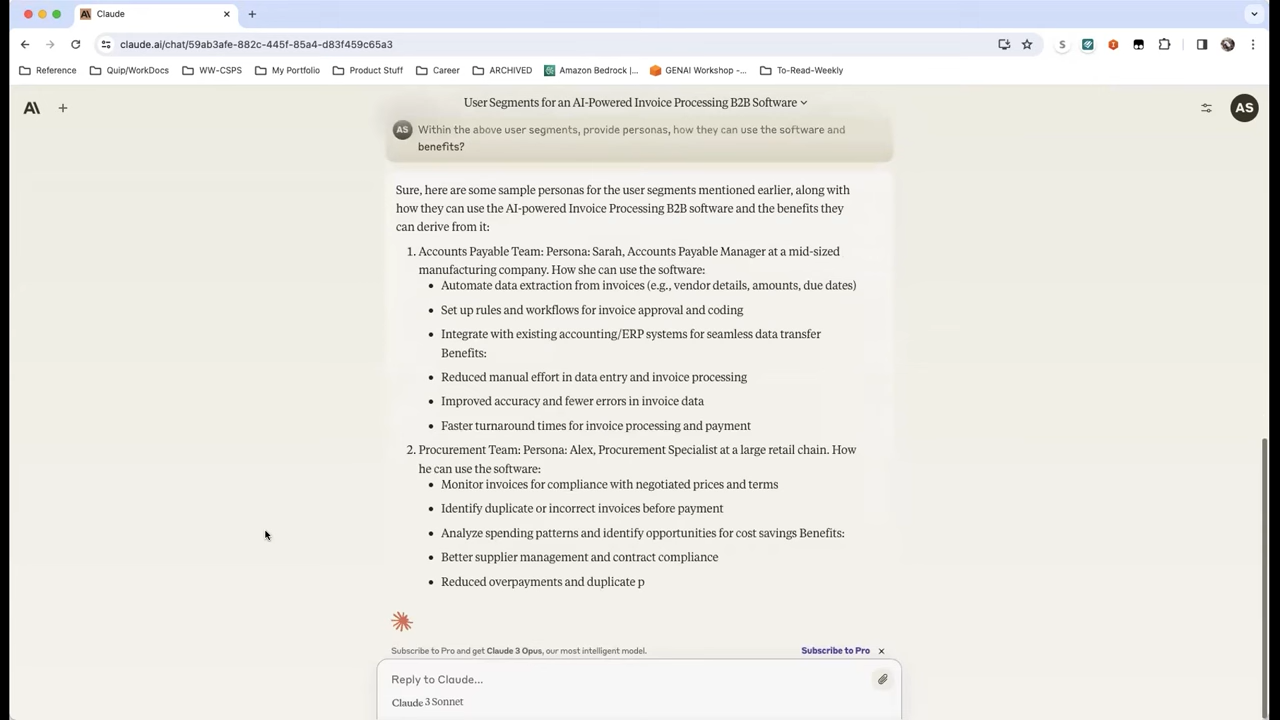 Claude
claude.ai/chat/59ab3afe-882c-445f-85a4-d83f459c65a3
S
Reference
Quip/WorkDocs
WW-CSPS
My Portfolio
Product Stuff
Career
ARCHIVED
Amazon Bedrock |...
GENAI Workshop -...
To-Read-Weekly
User Segments for an AI-Powered Invoice Processing B2B Software
AS
AS
Within the above user segments, provide personas, how they can use the software and
benefits?
Sure, here are some sample personas for the user segments mentioned earlier, along with
how they can use the AI-powered Invoice Processing B2B software and the benefits they
can derive from it:
1. Accounts Payable Team: Persona: Sarah, Accounts Payable Manager at a mid-sized
manufacturing company. How she can use the software:
• Automate data extraction from invoices (e.g., vendor details, amounts, due dates)
• Set up rules and workflows for invoice approval and coding
• Integrate with existing accounting/ERP systems for seamless data transfer
Benefits:
• Reduced manual effort in data entry and invoice processing
• Improved accuracy and fewer errors in invoice data
• Faster turnaround times for invoice processing and payment
2. Procurement Team: Persona: Alex, Procurement Specialist at a large retail chain. How
he can use the software:
• Monitor invoices for compliance with negotiated prices and terms
• Identify duplicate or incorrect invoices before payment
• Analyze spending patterns and identify opportunities for cost savings Benefits:
• Better supplier management and contract compliance
• Reduced overpayments and duplicate p
Subscribe to Pro and get Claude 3 Opus, our most intelligent model.
Subscribe to Pro
Reply to Claude...
Claude 3 Sonnet